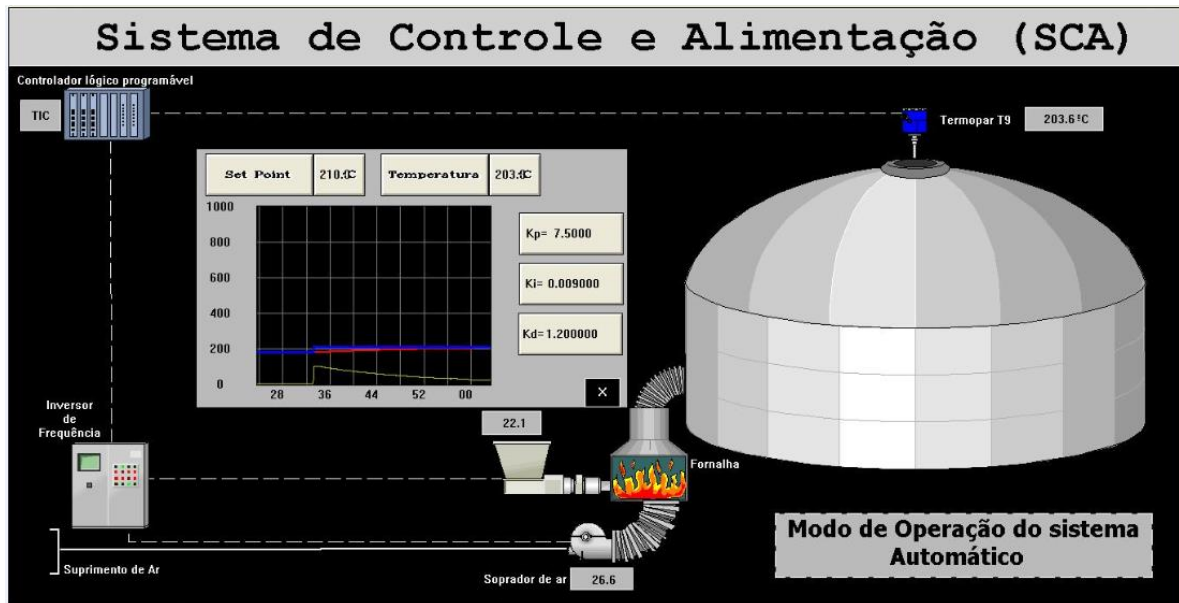 Sistema de Controle e Alimentação (SCA)
Controlador lógico programável
TIC
Termopar T9
203.6ºC
Set Point
210.0C
Temperatura
203.6C
1000
800
600
400
200
0
28 36 44 52 00
Kp= 7.5000
Ki= 0.009000
Kd=1.200000
X
Inversor
de
Frequência
22.1
Fornalha
Suprimento de Ar
Soprador de ar
26.6
Modo de Operação do sistema
Automático